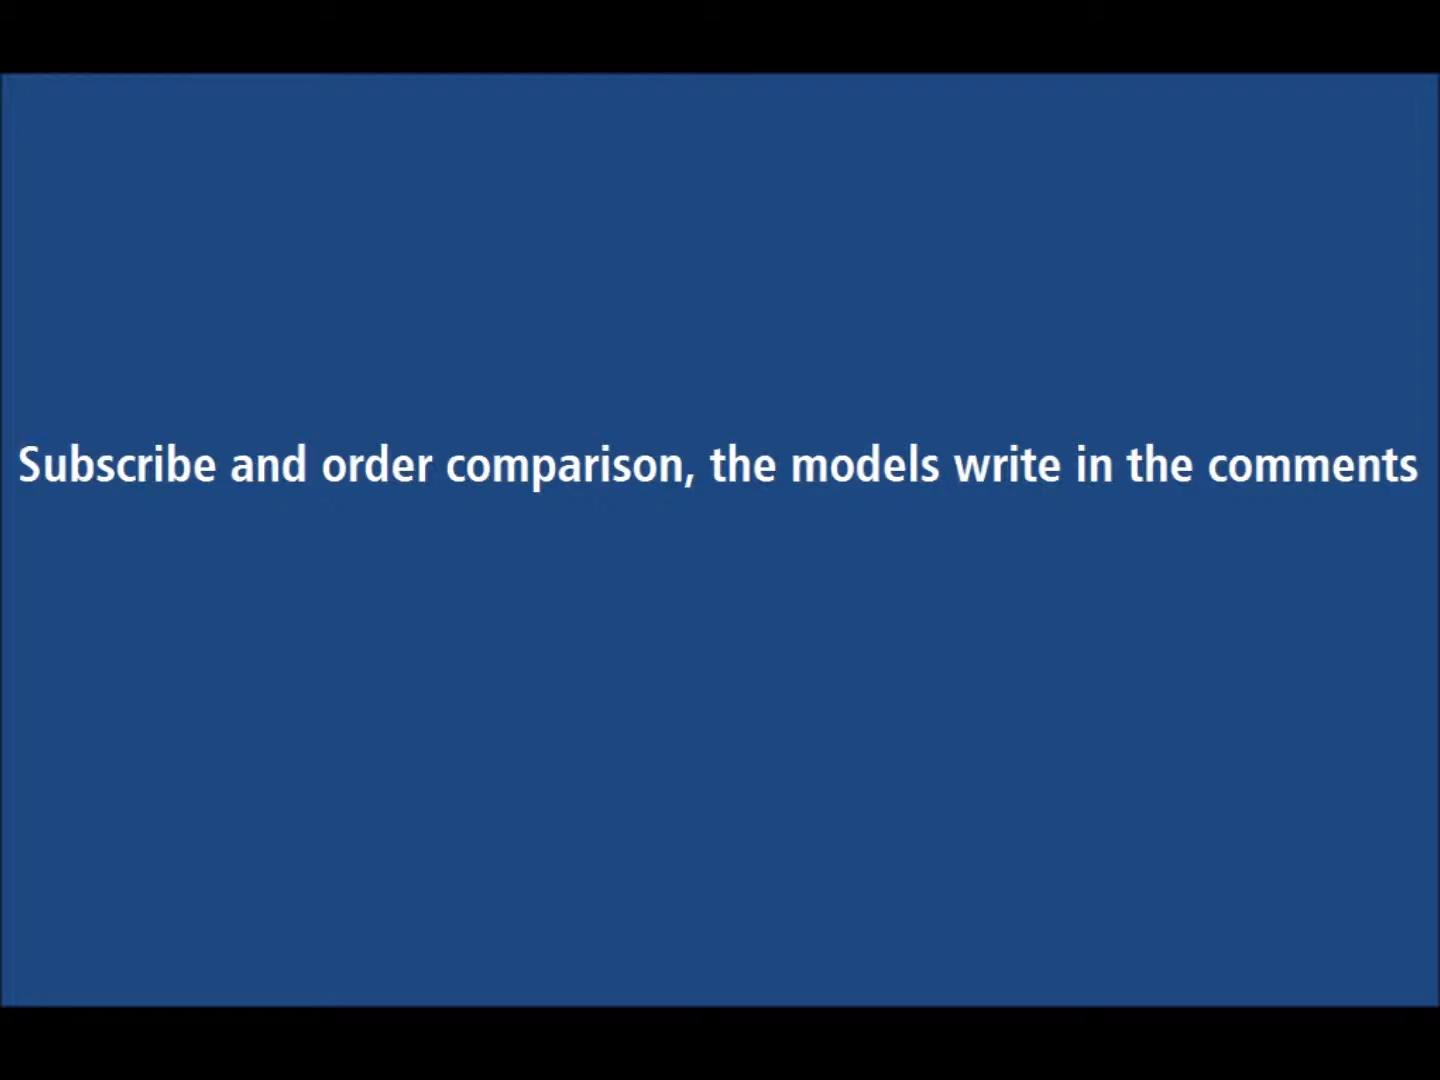 Subscribe and order comparison, the models write in the comments